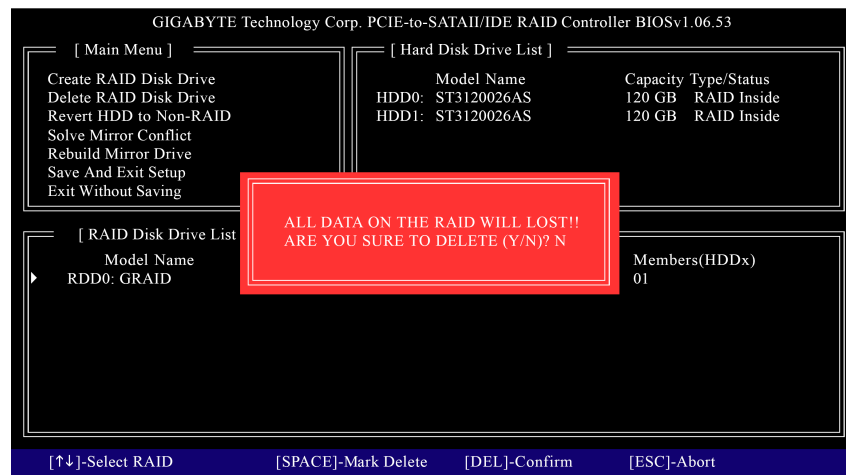 GIGABYTE Technology Corp. PCIE-to-SATAII/IDE RAID Controller BIOSv1.06.53
[ Main Menu ]
Create RAID Disk Drive
Delete RAID Disk Drive
Revert HDD to Non-RAID
Solve Mirror Conflict
Rebuild Mirror Drive
Save And Exit Setup
Exit Without Saving
[ Hard Disk Drive List ]
Model Name Capacity Type/Status
HDD0: ST3120026AS 120 GB RAID Inside
HDD1: ST3120026AS 120 GB RAID Inside
ALL DATA ON THE RAID WILL LOST!!
ARE YOU SURE TO DELETE (Y/N)? N
[ RAID Disk Drive List
Model Name Members(HDDx)
RDD0: GRAID 01
[↑↓]-Select RAID [SPACE]-Mark Delete [DEL]-Confirm [ESC]-Abort